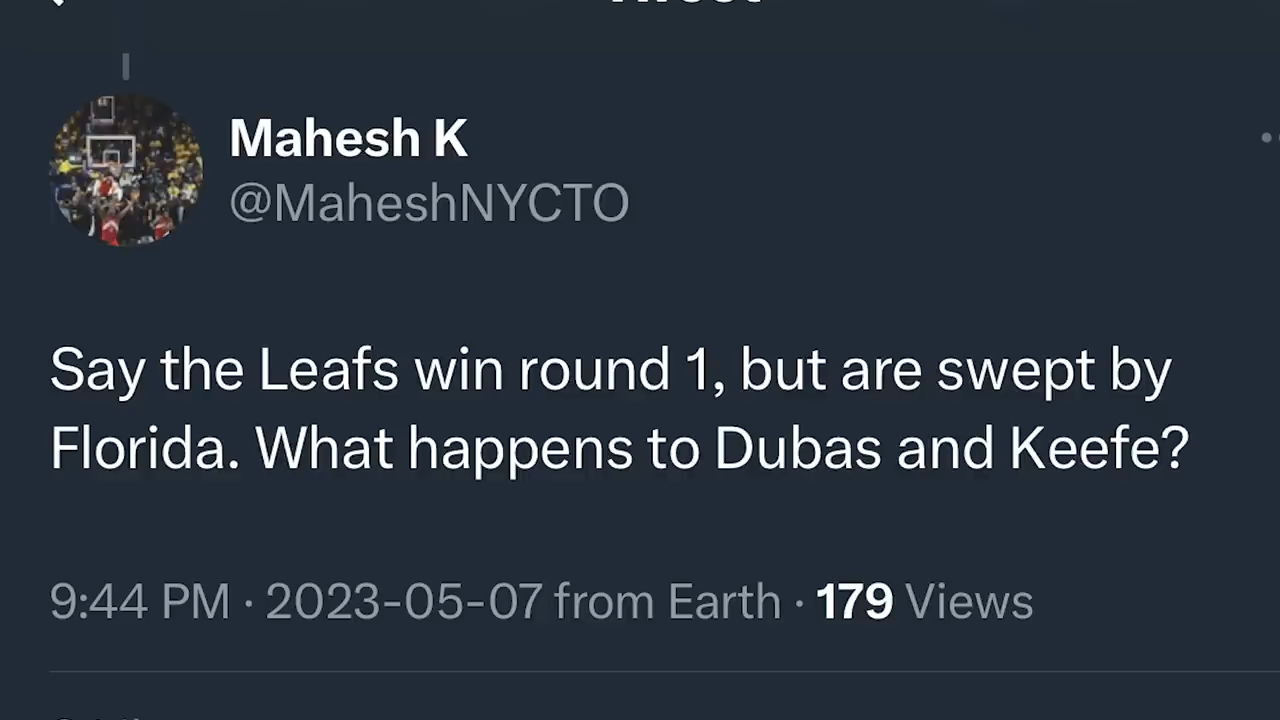 Mahesh K
@MaheshNYCTO
Say the Leafs win round 1, but are swept by
Florida. What happens to Dubas and Keefe?
9:44 PM · 2023-05-07 from Earth · 179 Views